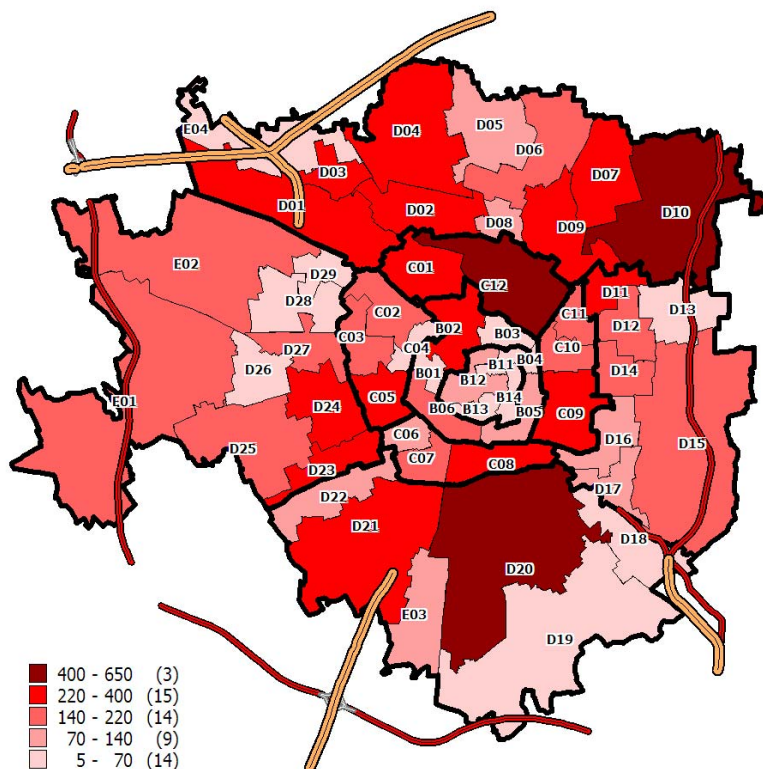 D04
D05
E04
D06
D03
D07
D01
D02
D08
D09
D10
E02
C01
C12
D29
D28
D11
D13
C02
C11
D12
B02
B03
C03
C04
C10
B04
D27
B11
D26
B01
B12
D14
E01
D24
C05
B14
B06
B13
B05
C09
D15
C06
D16
D25
C07
C08
D23
D17
D22
D21
D18
D20
E03
D19
400 - 650 (3)
220 - 400 (15)
140 - 220 (14)
70 - 140 (9)
5 - 70 (14)